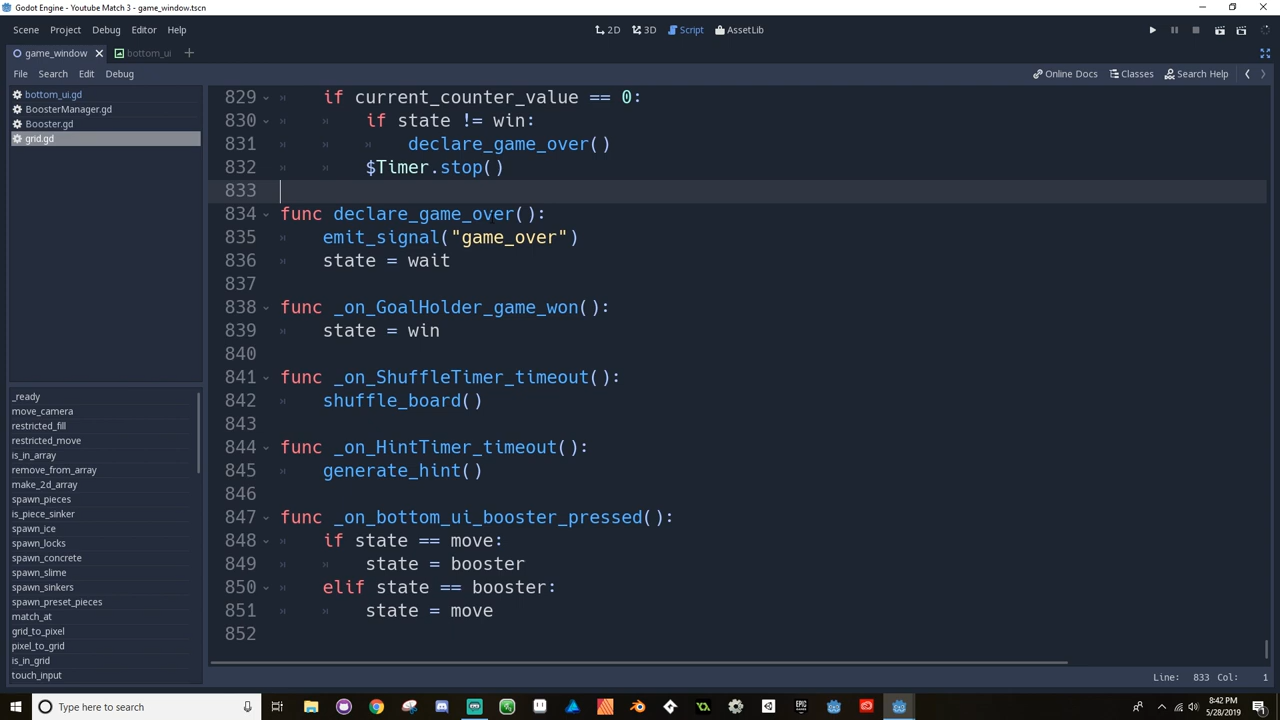 Godot Engine - Youtube Match 3 - game_window.tscn
Scene Project Debug Editor Help
2D 3D Script AssetLib
game_window bottom_ui
File Search Edit Debug
Online Docs Classes Search Help
bottom_ui.gd
BoosterManager.gd
Booster.gd
grid.gd
_ready
move_camera
restricted_fill
restricted_move
is_in_array
remove_from_array
make_2d_array
spawn_pieces
is_piece_sinker
spawn_ice
spawn_locks
spawn_concrete
spawn_slime
spawn_sinkers
spawn_preset_pieces
match_at
grid_to_pixel
pixel_to_grid
is_in_grid
touch_input
829 if current_counter_value == 0:
830 if state != win:
831 declare_game_over()
832 $Timer.stop()
833
834 func declare_game_over():
835 emit_signal("game_over")
836 state = wait
837
838 func _on_GoalHolder_game_won():
839 state = win
840
841 func _on_ShuffleTimer_timeout():
842 shuffle_board()
843
844 func _on_HintTimer_timeout():
845 generate_hint()
846
847 func _on_bottom_ui_booster_pressed():
848 if state == move:
849 state = booster
850 elif state == booster:
851 state = move
852
Line: 833 Col: 1
Type here to search
8:42 PM
5/28/2019